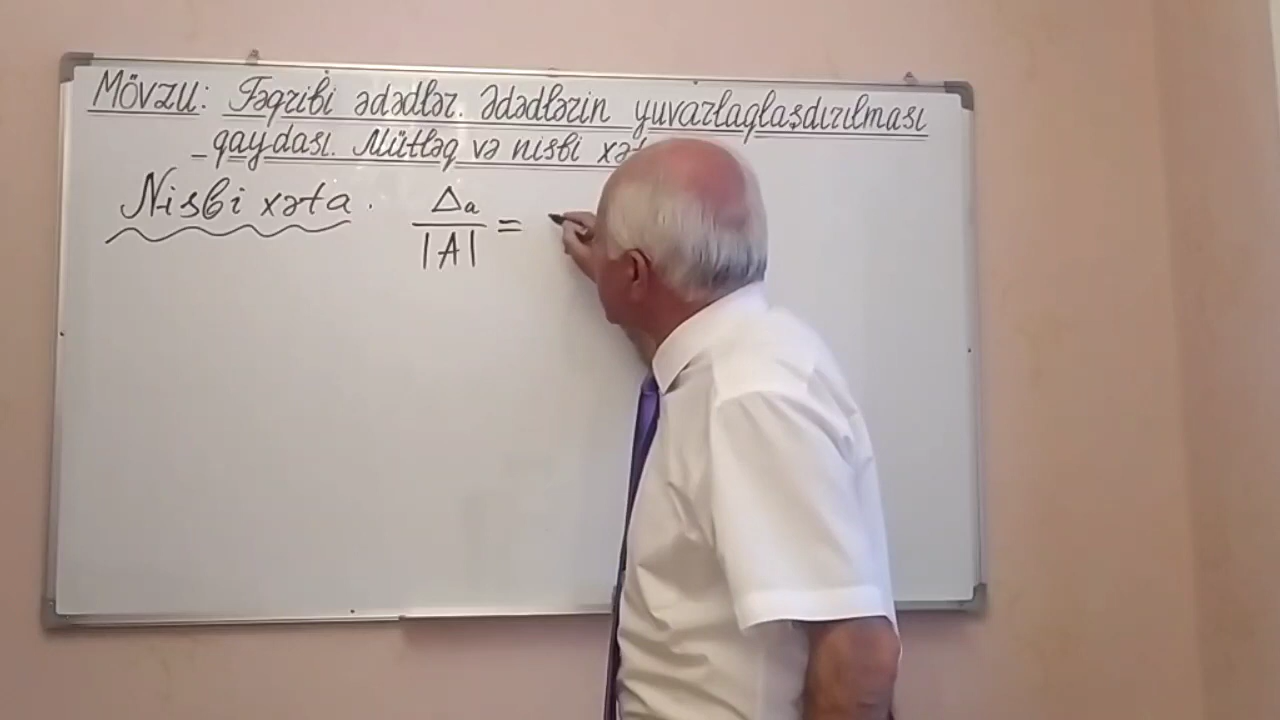 MÖVZU: Təqribi ədədlər. Ədədlərin yuvarlaqlaşdırılması
qaydası. Mütləq və nisbi
Nisbi xəta. Δa/|A| =